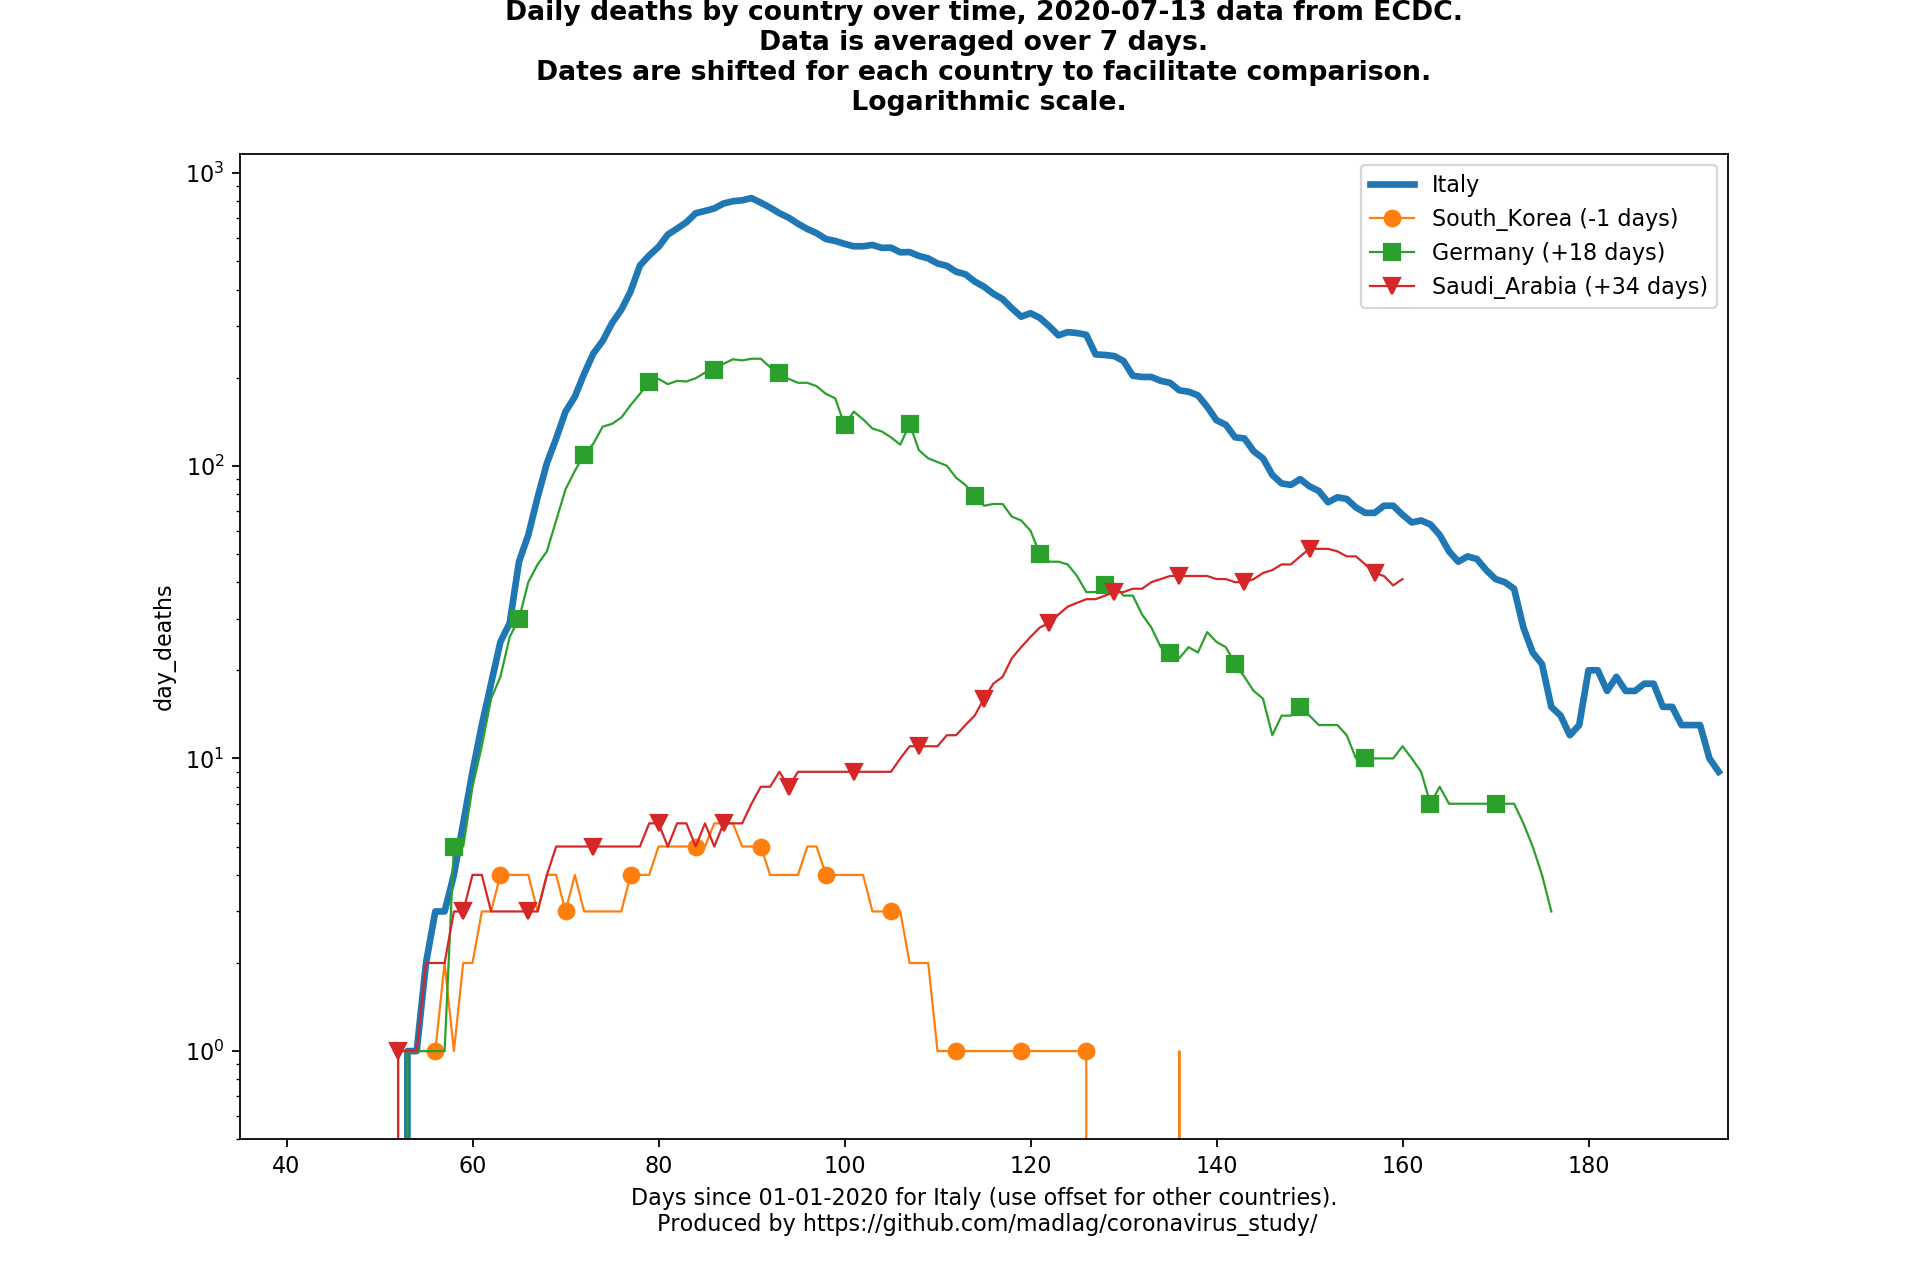 Daily deaths by country over time, 2020-07-13 data from ECDC.
Data is averaged over 7 days.
Dates are shifted for each country to facilitate comparison.
Logarithmic scale.
Italy
South_Korea (-1 days)
Germany (+18 days)
Saudi_Arabia (+34 days)
day_deaths
10³
10²
10¹
10⁰
40 60 80 100 120 140 160 180
Days since 01-01-2020 for Italy (use offset for other countries).
Produced by https://github.com/madlag/coronavirus_study/